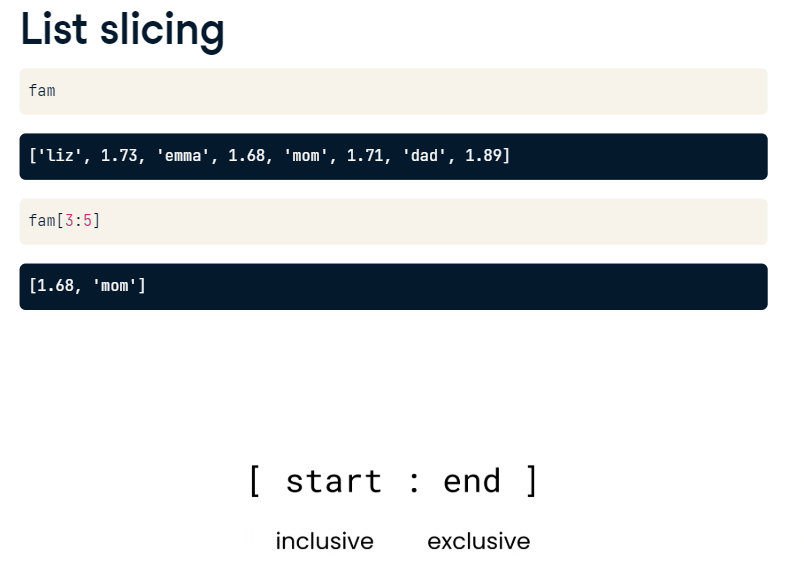 List slicing
fam
['liz', 1.73, 'emma', 1.68, 'mom', 1.71, 'dad', 1.89]
fam[3:5]
[1.68, 'mom']
[ start : end ]
inclusive exclusive